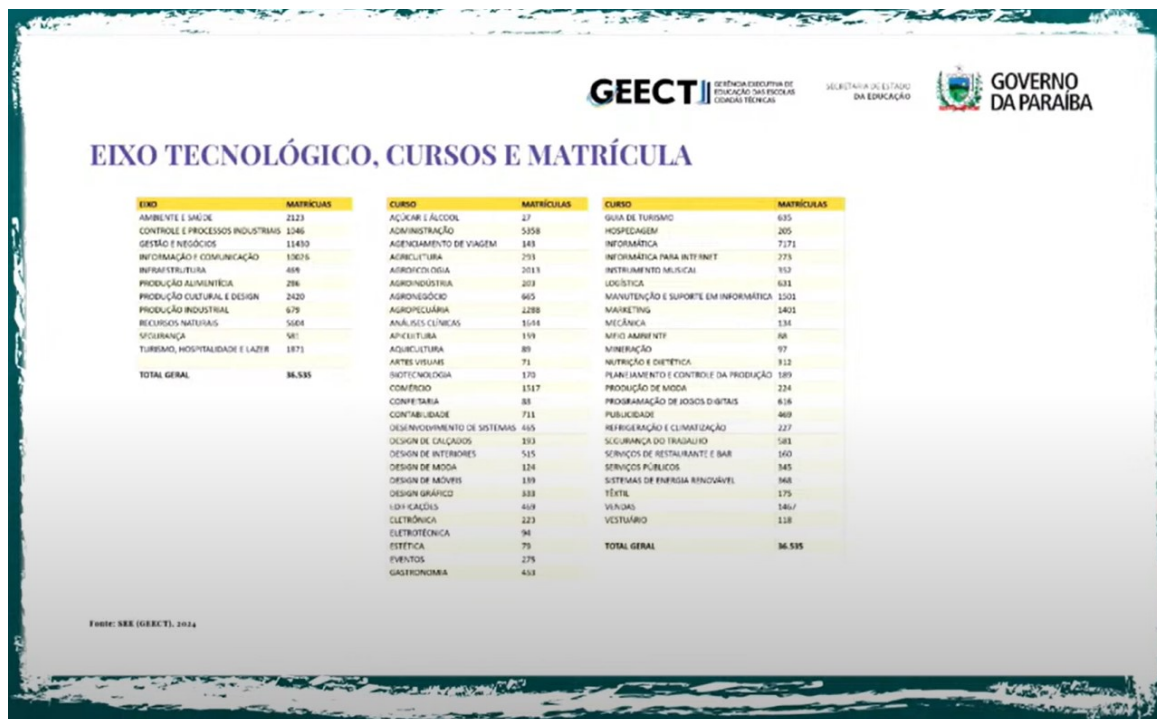 GEECT
GERÊNCIA EXECUTIVA DE
EDUCAÇÃO DAS ESCOLAS
CIDADÃS TÉCNICAS
SECRETARIA DE ESTADO
DA EDUCAÇÃO
GOVERNO
DA PARAÍBA
EIXO TECNOLÓGICO, CURSOS E MATRÍCULA
EIXO MATRÍCUAS
AMBIENTE E SAÚDE 2123
CONTROLE E PROCESSOS INDUSTRIAIS 1046
GESTÃO E NEGÓCIOS 11430
INFORMAÇÃO E COMUNICAÇÃO 10026
INFRAESTRUTURA 469
PRODUÇÃO ALIMENTÍCIA 286
PRODUÇÃO CULTURAL E DESIGN 2420
PRODUÇÃO INDUSTRIAL 679
RECURSOS NATURAIS 5604
SEGURANÇA 581
TURISMO, HOSPITALIDADE E LAZER 1871
TOTAL GERAL 36.535
CURSO MATRÍCULAS
AÇÚCAR E ÁLCOOL 27
ADMINISTRAÇÃO 5358
AGENCIAMENTO DE VIAGEM 143
AGRICULTURA 293
AGROECOLOGIA 2013
AGROINDÚSTRIA 203
AGRONEGÓCIO 665
AGROPECUÁRIA 2288
ANÁLISES CLÍNICAS 1644
APICULTURA 159
AQUICULTURA 89
ARTES VISUAIS 71
BIOTECNOLOGIA 170
COMÉRCIO 1517
CONFEITARIA 83
CONTABILIDADE 711
DESENVOLVIMENTO DE SISTEMAS 465
DESIGN DE CALÇADOS 193
DESIGN DE INTERIORES 515
DESIGN DE MODA 124
DESIGN DE MÓVEIS 139
DESIGN GRÁFICO 333
EDIFICAÇÕES 469
ELETRÔNICA 223
ELETROTÉCNICA 94
ESTÉTICA 79
EVENTOS 275
GASTRONOMIA 453
CURSO MATRÍCULAS
GUIA DE TURISMO 635
HOSPEDAGEM 205
INFORMÁTICA 7171
INFORMÁTICA PARA INTERNET 273
INSTRUMENTO MUSICAL 352
LOGÍSTICA 631
MANUTENÇÃO E SUPORTE EM INFORMÁTICA 1501
MARKETING 1401
MECÂNICA 134
MEIO AMBIENTE 88
MINERAÇÃO 97
NUTRIÇÃO E DIETÉTICA 312
PLANEJAMENTO E CONTROLE DA PRODUÇÃO 189
PRODUÇÃO DE MODA 224
PROGRAMAÇÃO DE JOGOS DIGITAIS 616
PUBLICIDADE 469
REFRIGERAÇÃO E CLIMATIZAÇÃO 227
SEGURANÇA DO TRABALHO 581
SERVIÇOS DE RESTAURANTE E BAR 160
SERVIÇOS PÚBLICOS 345
SISTEMAS DE ENERGIA RENOVÁVEL 368
TÊXTIL 175
VENDAS 1467
VESTUÁRIO 118
TOTAL GERAL 36.535
Fonte: SEE (GEECT), 2024